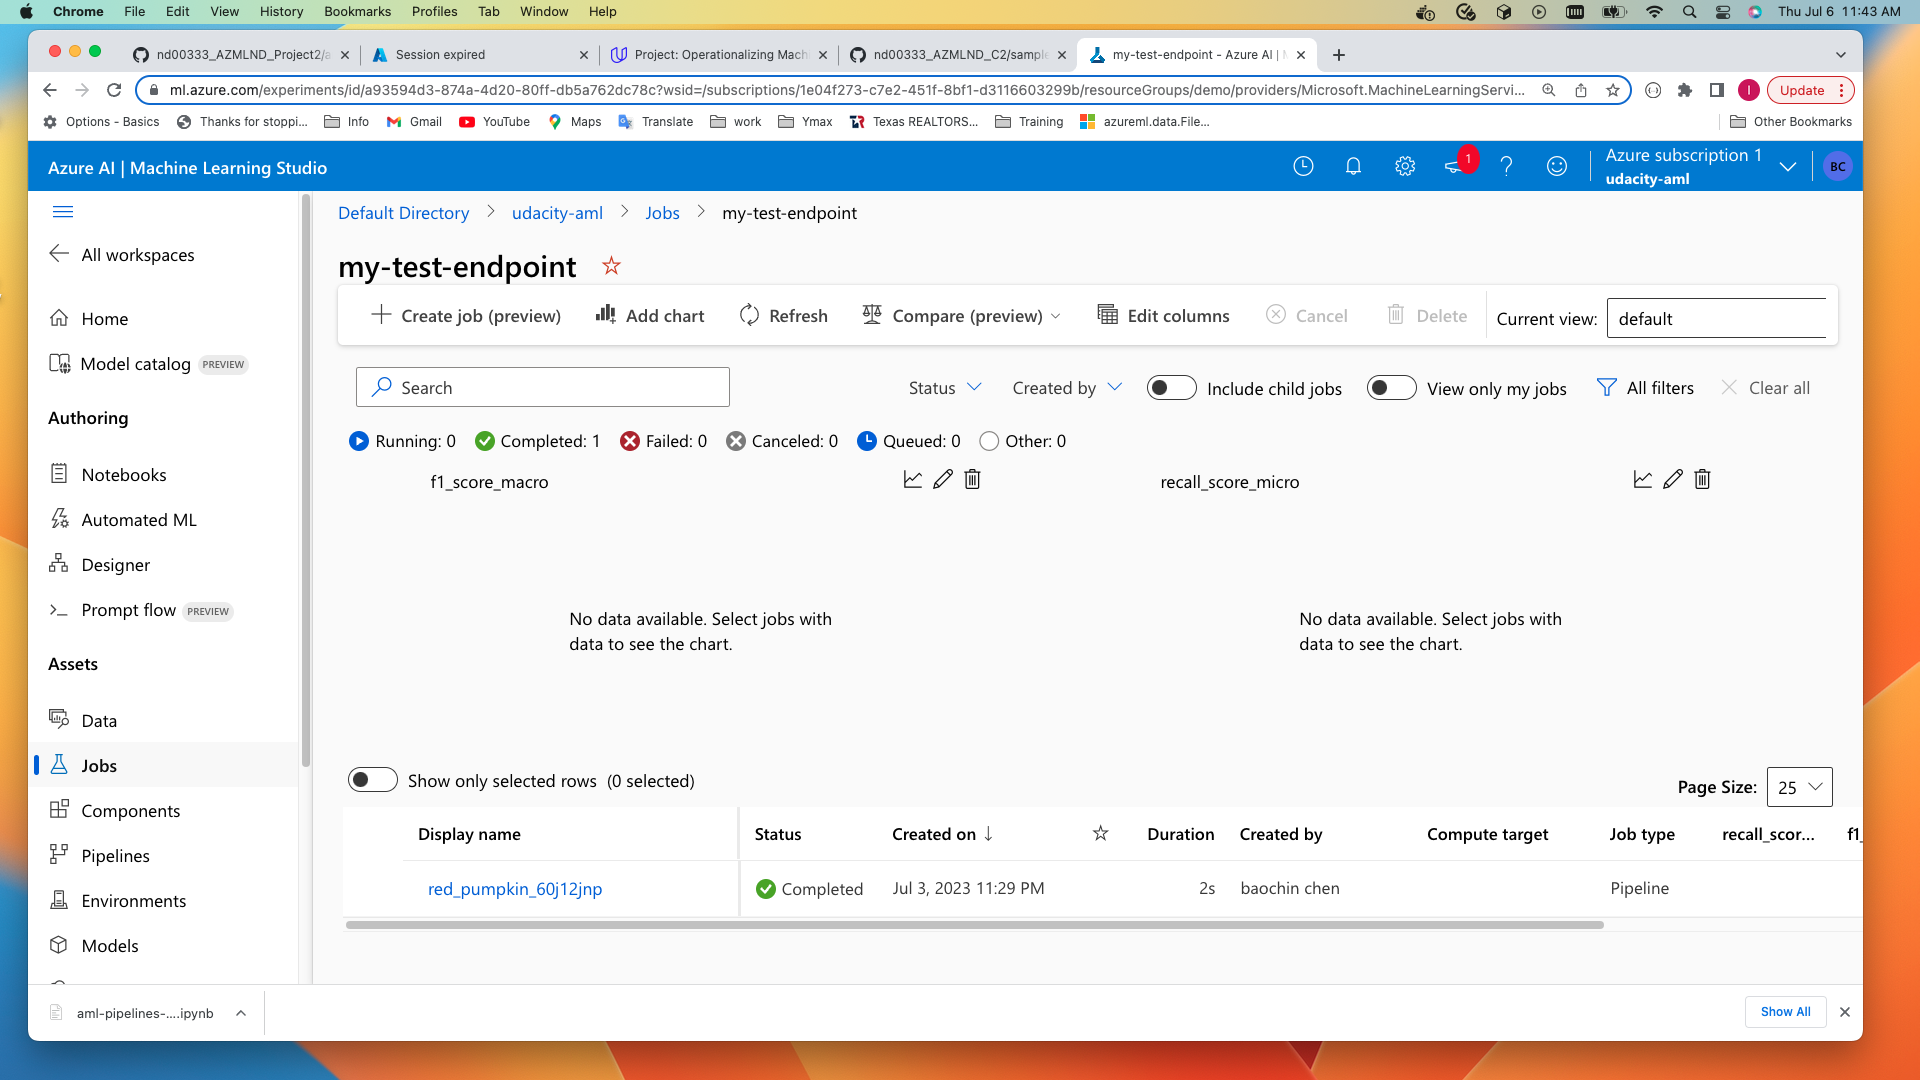 Chrome File Edit View History Bookmarks Profiles Tab Window Help Thu Jul 6 11:43 AM
nd00333_AZMLND_Project2/a Session expired Project: Operationalizing Mach nd00333_AZMLND_C2/sample my-test-endpoint - Azure AI | M
ml.azure.com/experiments/id/a93594d3-874a-4d20-80ff-db5a762dc78c?wsid=/subscriptions/1e04f273-c7e2-451f-8bf1-d3116603299b/resourceGroups/demo/providers/Microsoft.MachineLearningServi... I Update
Options - Basics Thanks for stoppi... Info Gmail YouTube Maps Translate work Ymax Texas REALTORS... Training azureml.data.File... Other Bookmarks
Azure AI | Machine Learning Studio 1 Azure subscription 1 BC
udacity-aml
Default Directory udacity-aml Jobs my-test-endpoint
All workspaces
my-test-endpoint
Create job (preview) Add chart Refresh Compare (preview) Edit columns Cancel Delete Current view: default
Home
Model catalog PREVIEW
Search Status Created by Include child jobs View only my jobs All filters Clear all
Authoring
Running: 0 Completed: 1 Failed: 0 Canceled: 0 Queued: 0 Other: 0
Notebooks
f1_score_macro recall_score_micro
Automated ML
Designer
Prompt flow PREVIEW
No data available. Select jobs with No data available. Select jobs with
data to see the chart. data to see the chart.
Assets
Data
Jobs
Show only selected rows (0 selected) Page Size: 25
Components
Display name Status Created on Duration Created by Compute target Job type recall_scor... f1_
Pipelines
red_pumpkin_60j12jnp Completed Jul 3, 2023 11:29 PM 2s baochin chen Pipeline
Environments
Models
aml-pipelines-....ipynb Show All